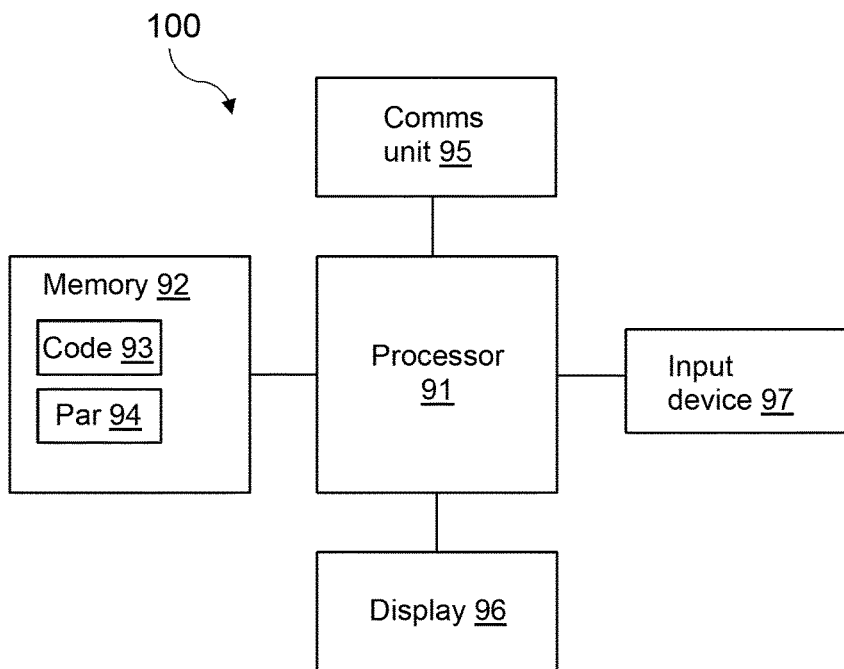 100
Comms
unit 95
Memory 92
Code 93
Par 94
Processor
91
Input
device 97
Display 96